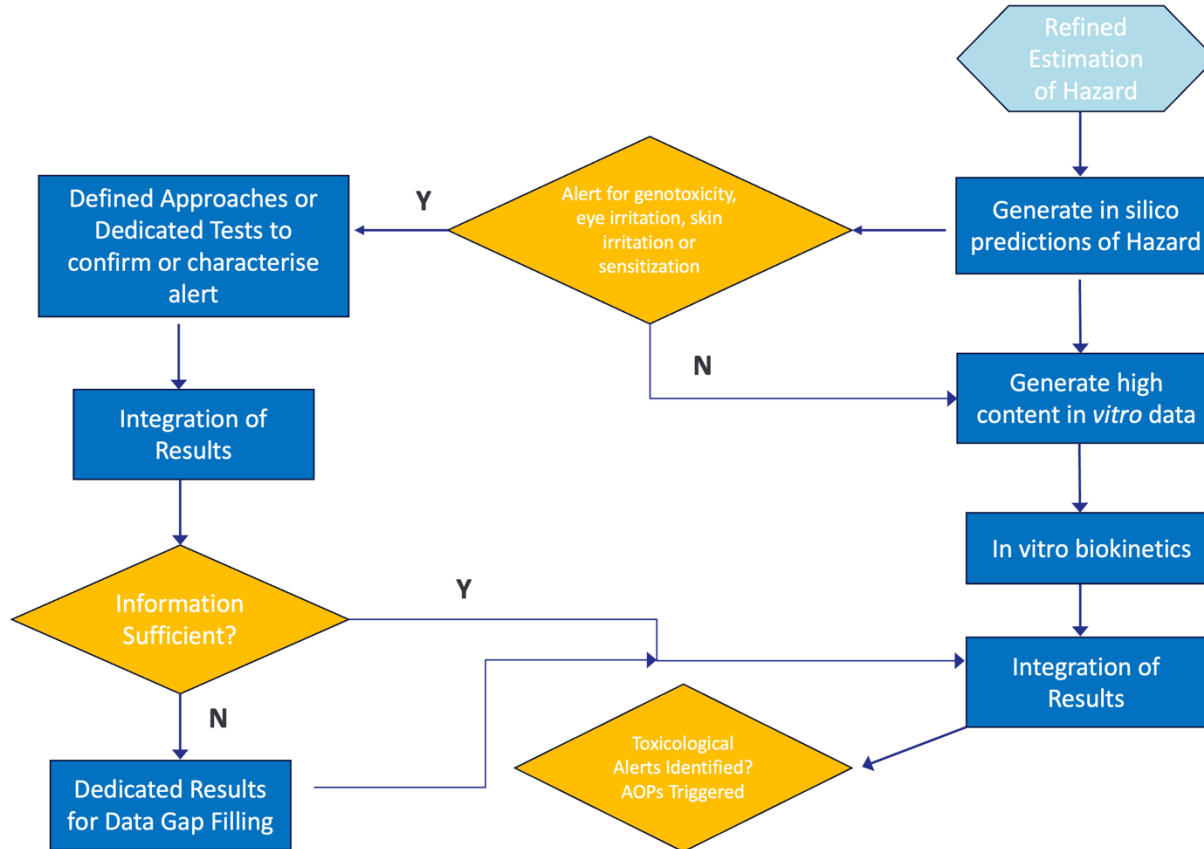 Refined
Estimation
of Hazard
Generate in silico
predictions of Hazard
Alert for genotoxicity,
eye irritation, skin
irritation or
sensitization
Y
Defined Approaches or
Dedicated Tests to
confirm or characterise
alert
N
Generate high
content in vitro data
Integration of
Results
In vitro biokinetics
Information
Sufficient?
Y
Integration of
Results
N
Dedicated Results
for Data Gap Filling
Toxicological
Alerts Identified?
AOPs Triggered